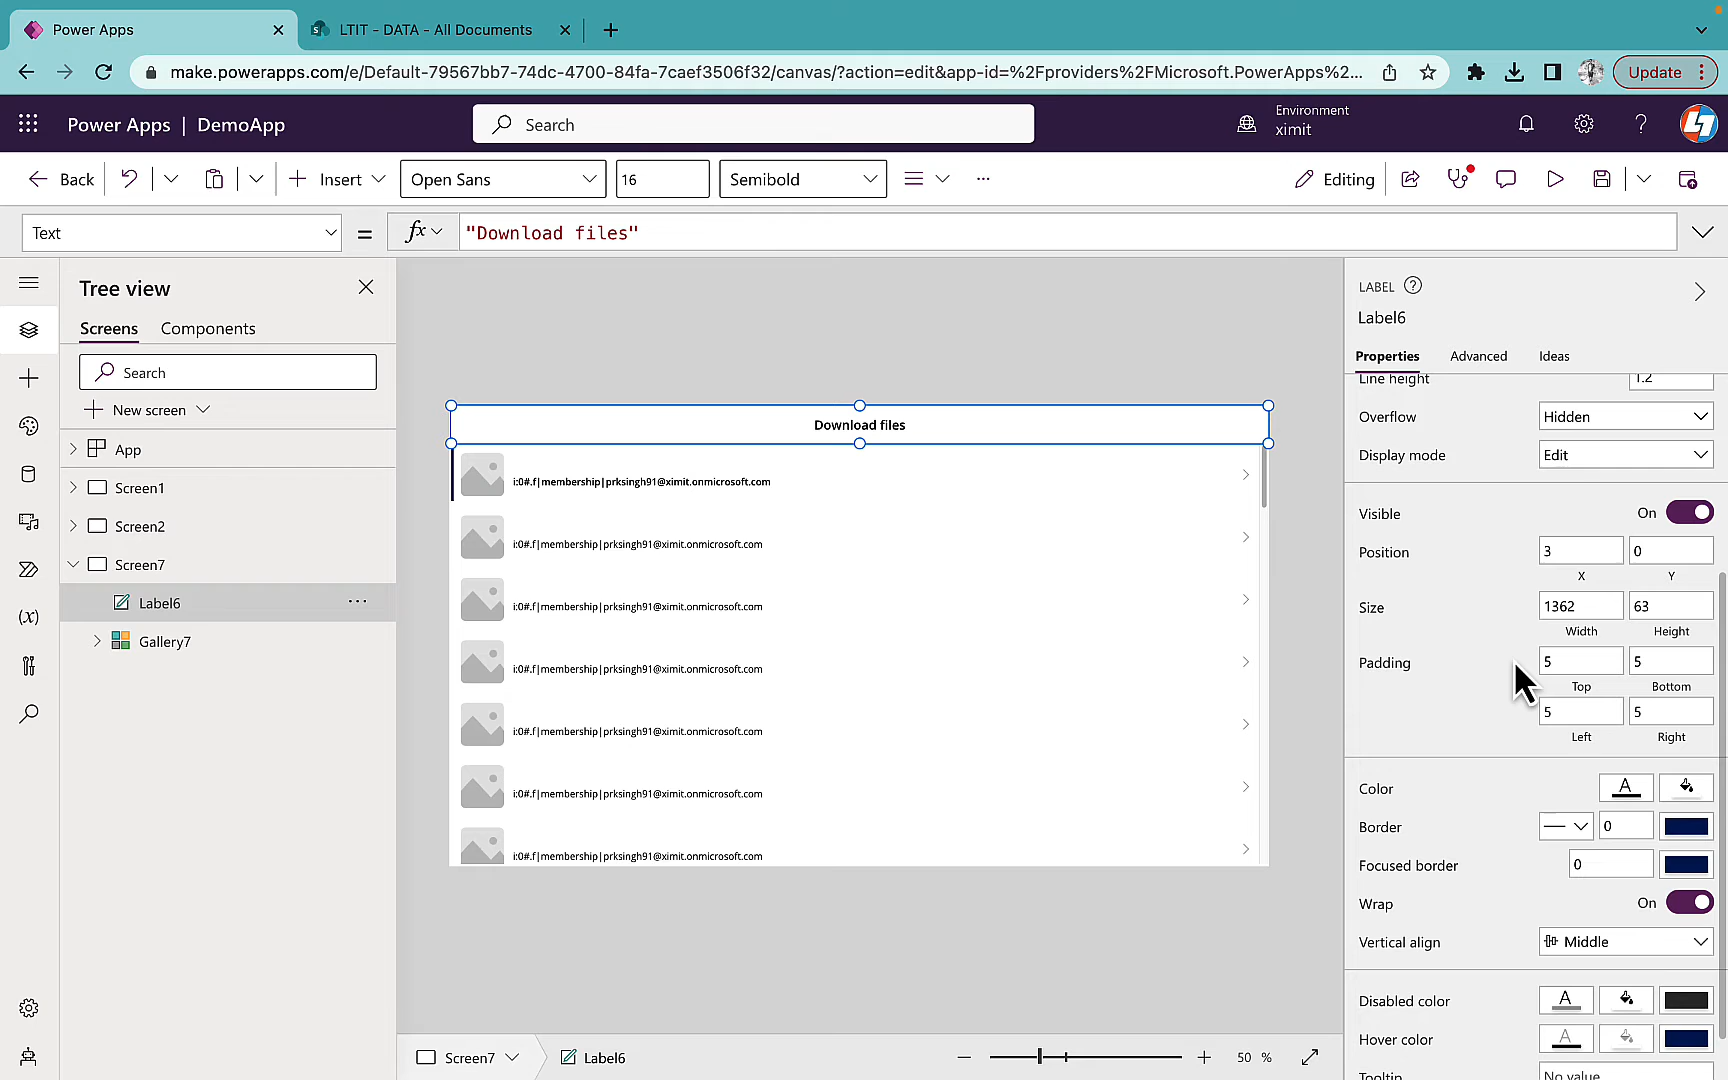 Power Apps
LTIT - DATA - All Documents
make.powerapps.com/e/Default-79567bb7-74dc-4700-84fa-7caef3506f32/canvas/?action=edit&app-id=%2Fproviders%2FMicrosoft.PowerApps%2...
Update
Power Apps | DemoApp
Search
Environment
ximit
Back
Insert
Open Sans
16
Semibold
...
Editing
Text
=
fx
"Download files"
Tree view
Screens
Components
Search
New screen
App
Screen1
Screen2
Screen7
Label6
...
Gallery7
Download files
i:0#.f|membership|prksingh91@ximit.onmicrosoft.com
i:0#.f|membership|prksingh91@ximit.onmicrosoft.com
i:0#.f|membership|prksingh91@ximit.onmicrosoft.com
i:0#.f|membership|prksingh91@ximit.onmicrosoft.com
i:0#.f|membership|prksingh91@ximit.onmicrosoft.com
i:0#.f|membership|prksingh91@ximit.onmicrosoft.com
i:0#.f|membership|prksingh91@ximit.onmicrosoft.com
LABEL
Label6
Properties
Advanced
Ideas
Line height
1.2
Overflow
Hidden
Display mode
Edit
Visible
On
Position
3
0
X
Y
Size
1362
63
Width
Height
Padding
5
5
Top
Bottom
5
5
Left
Right
Color
Border
0
Focused border
0
Wrap
On
Vertical align
Middle
Disabled color
Hover color
Tooltip
No value
Screen7
Label6
50 %